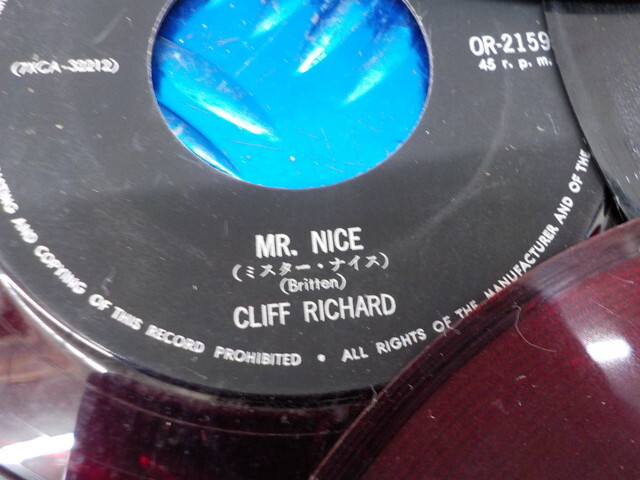 (7XCA-32212)
OR-2159
45 r. p. m.
MR. NICE
(ミスター・ナイス)
(Britten)
CLIFF RICHARD
AND COPYING OF THIS RECORD PROHIBITED • ALL RIGHTS OF THE MANUFACTURER AND OF THE